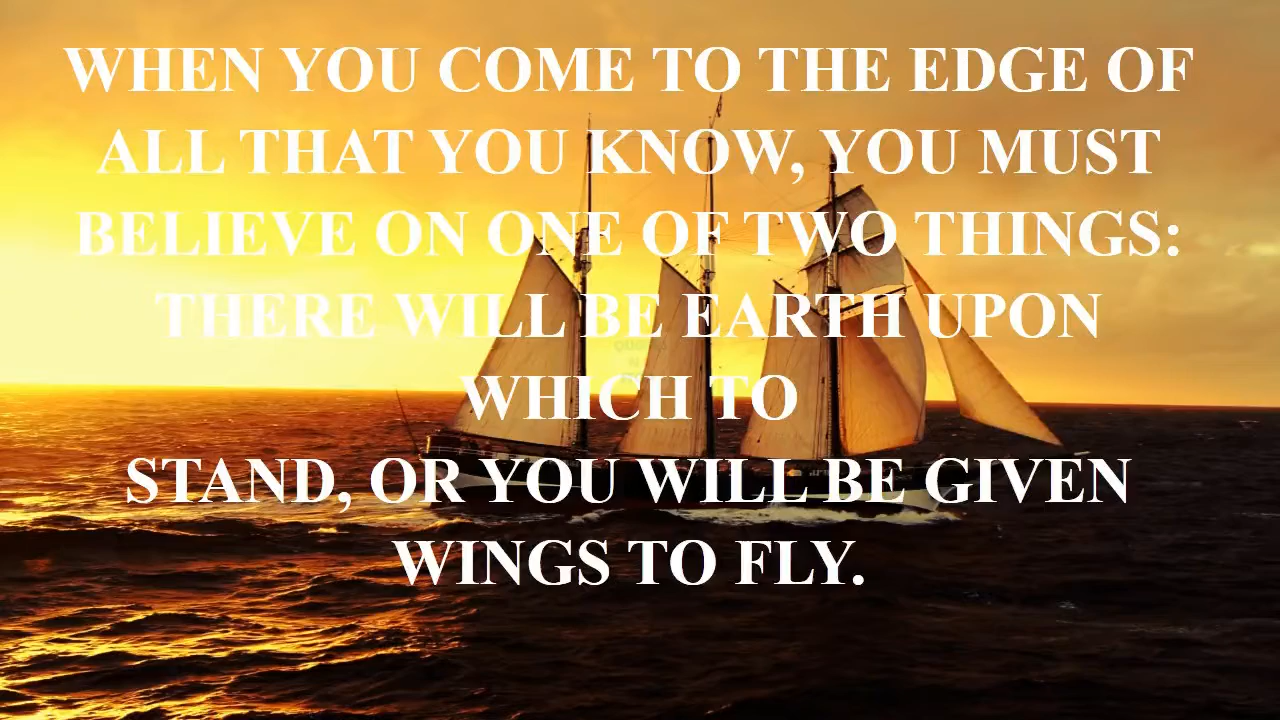 WHEN YOU COME TO THE EDGE OF
ALL THAT YOU KNOW, YOU MUST
BELIEVE ON ONE OF TWO THINGS:
THERE WILL BE EARTH UPON
WHICH TO
STAND, OR YOU WILL BE GIVEN
WINGS TO FLY.